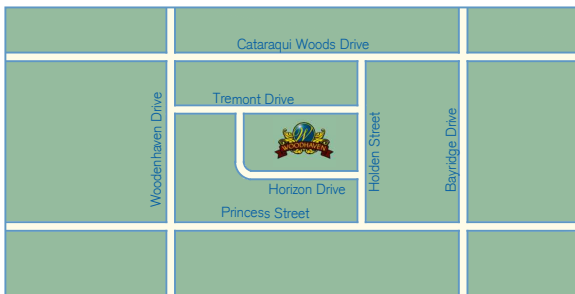 Cataraqui Woods Drive
Woodenhaven Drive
Tremont Drive
Holden Street
Bayridge Drive
W
WOODHAVEN
Horizon Drive
Princess Street